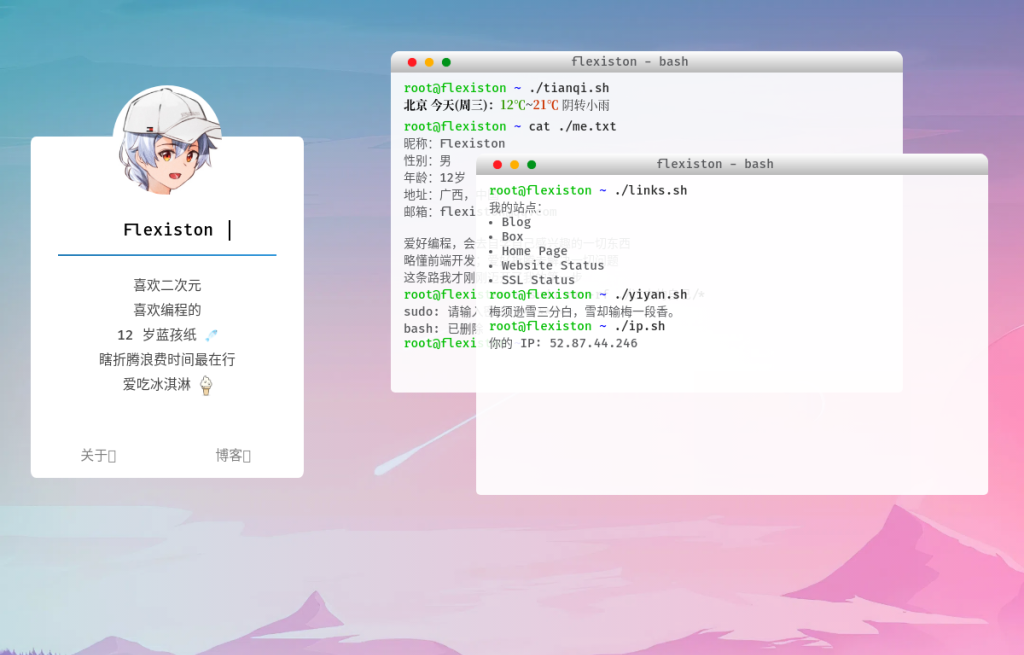 Flexiston
喜欢二次元
喜欢编程的
12 岁蓝孩纸
瞎折腾浪费时间最在行
爱吃冰淇淋
关于
博客
flexiston - bash
root@flexiston ~ ./tianqi.sh
北京 今天(周三)：12℃~21℃ 阴转小雨
root@flexiston ~ cat ./me.txt
昵称：Flexiston
性别：男
年龄：12岁
地址：广西，
邮箱：flexi
爱好编程，会
略懂前端开发
这条路我才刚
root@flexi
sudo: 请输
bash: 已删
root@flexi
flexiston - bash
root@flexiston ~ ./links.sh
我的站点：
• Blog
• Box
• Home Page
• Website Status
• SSL Status
root@flexiston ~ ./yiyan.sh
梅须逊雪三分白，雪却输梅一段香。
root@flexiston ~ ./ip.sh
你的 IP: 52.87.44.246